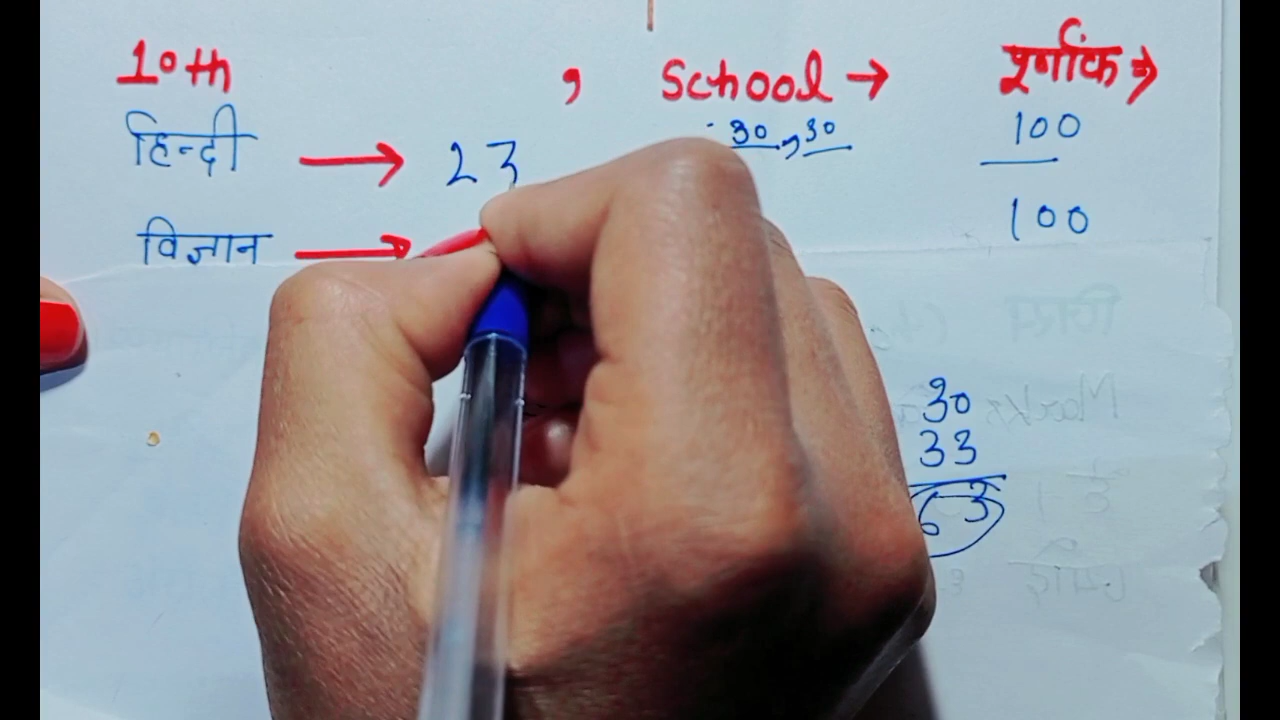 10th , School → पूर्णांक ⇒
हिन्दी → 23 30, 30 100
विज्ञान → 100
30
33
63